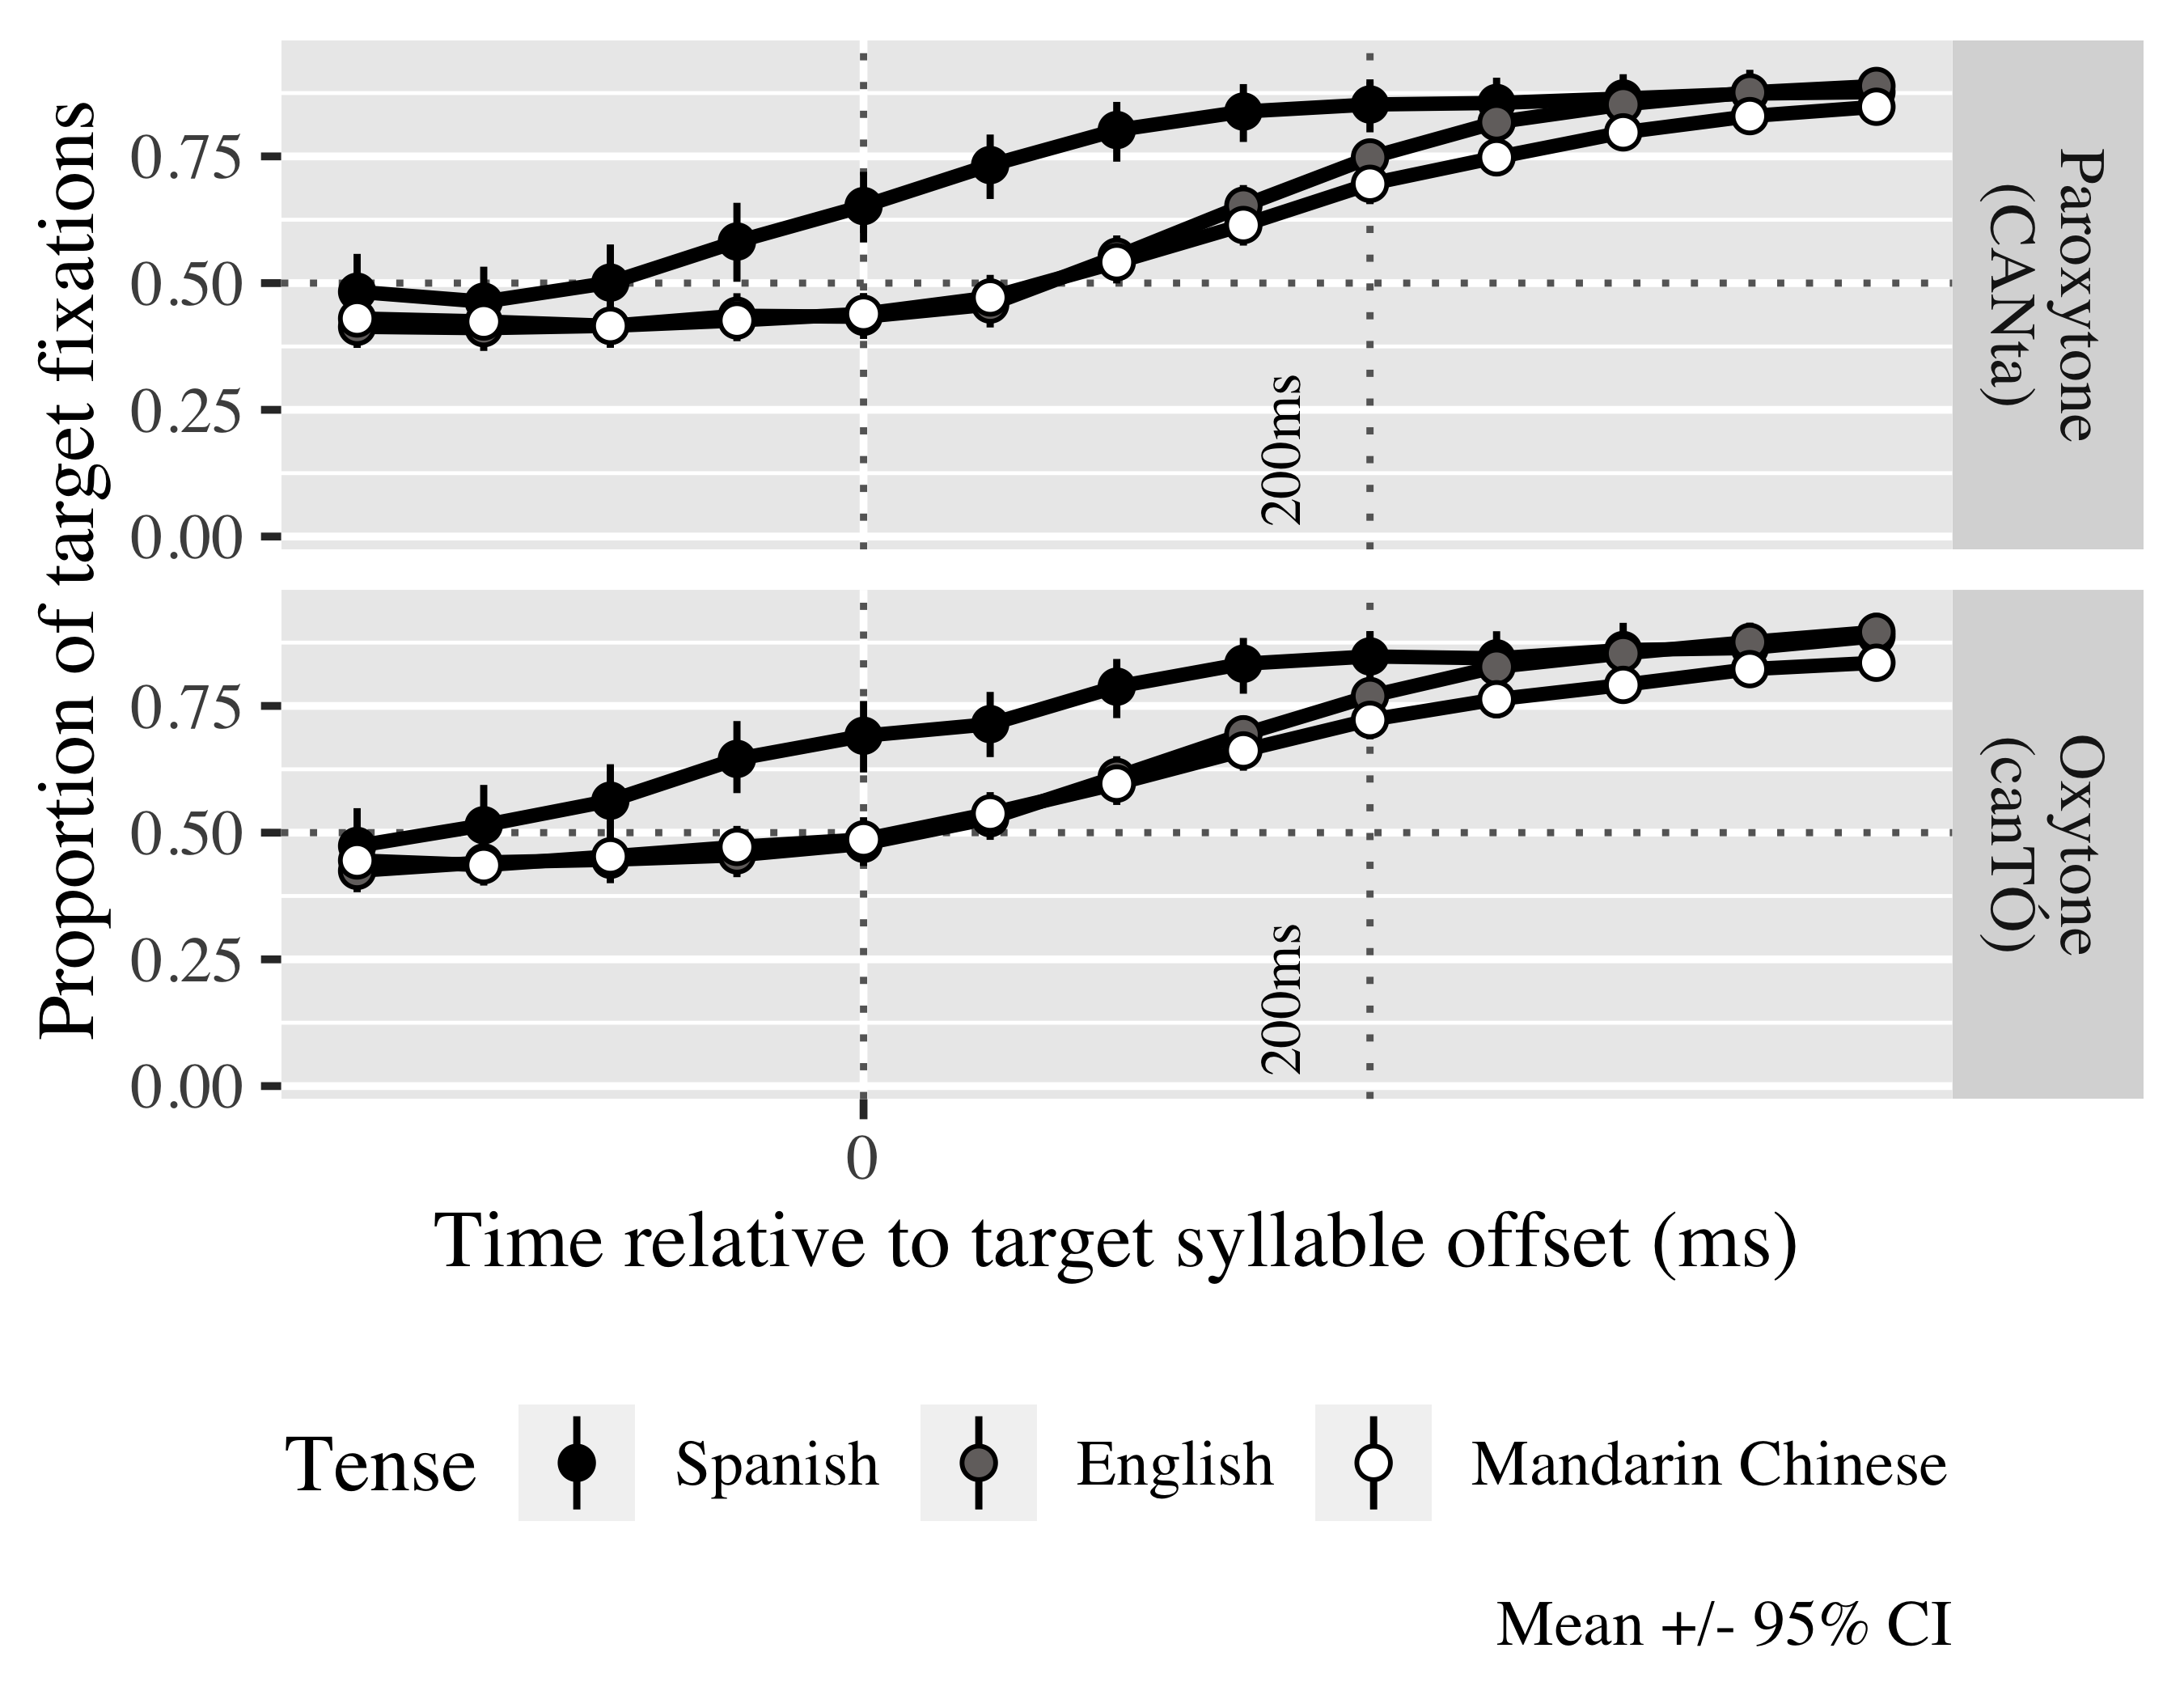 Proportion of target fixations
0.75
0.50
0.25
0.00
200ms
Paroxytone
(CANta)
0.75
0.50
0.25
0.00
200ms
Oxytone
(canTÓ)
0
Time relative to target syllable offset (ms)
Tense Spanish English Mandarin Chinese
Mean +/- 95% CI